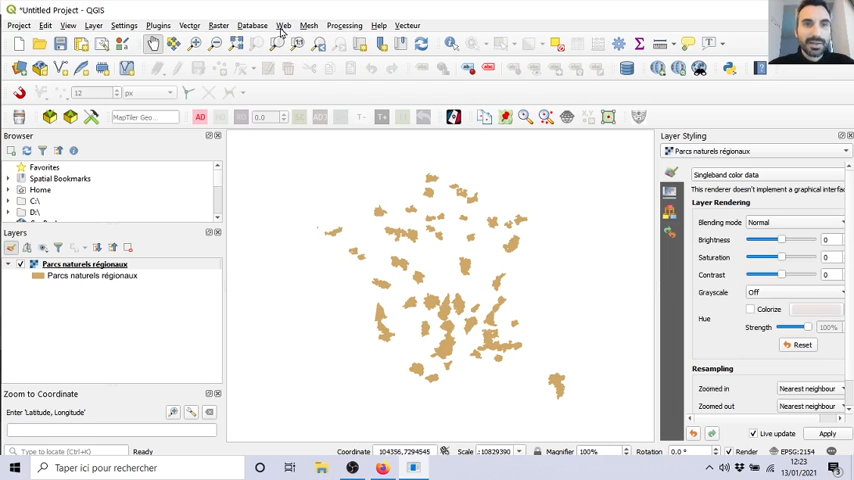 *Untitled Project - QGIS
Project Edit View Layer Settings Plugins Vector Raster Database Web Mesh Processing Help Vecteur
12 px
MapTiler Geo... AD 0.0
Browser
Favorites
Spatial Bookmarks
Home
C:\
D:\
Layers
Parcs naturels régionaux
Parcs naturels régionaux
Zoom to Coordinate
Enter 'Latitude, Longitude'
Layer Styling
Parcs naturels régionaux
Singleband color data
This renderer doesn't implement a graphical interfac
Layer Rendering
Blending mode Normal
Brightness 0
Saturation 0
Contrast 0
Grayscale Off
Hue
Colorize
Strength 100%
Reset
Resampling
Zoomed in Nearest neighbour
Zoomed out Nearest neighbour
Live update Apply
Type to locate (Ctrl+K) Ready Coordinate 104356,7294545 Scale :10829390 Magnifier 100% Rotation 0.0 ° Render EPSG:2154
Taper ici pour rechercher
12:23
13/01/2021
3